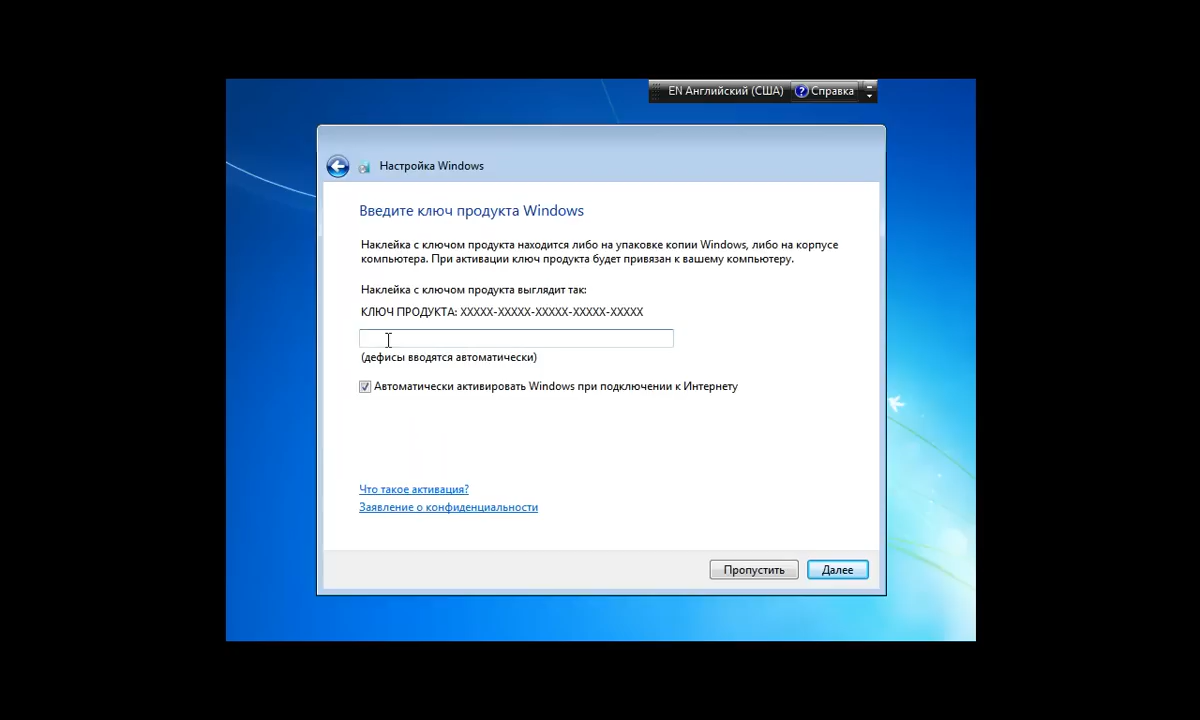 EN Английский (США) Справка
Настройка Windows
Введите ключ продукта Windows
Наклейка с ключом продукта находится либо на упаковке копии Windows, либо на корпусе
компьютера. При активации ключ продукта будет привязан к вашему компьютеру.
Наклейка с ключом продукта выглядит так:
КЛЮЧ ПРОДУКТА: XXXXX-XXXXX-XXXXX-XXXXX-XXXXX
(дефисы вводятся автоматически)
Автоматически активировать Windows при подключении к Интернету
Что такое активация?
Заявление о конфиденциальности
Пропустить Далее